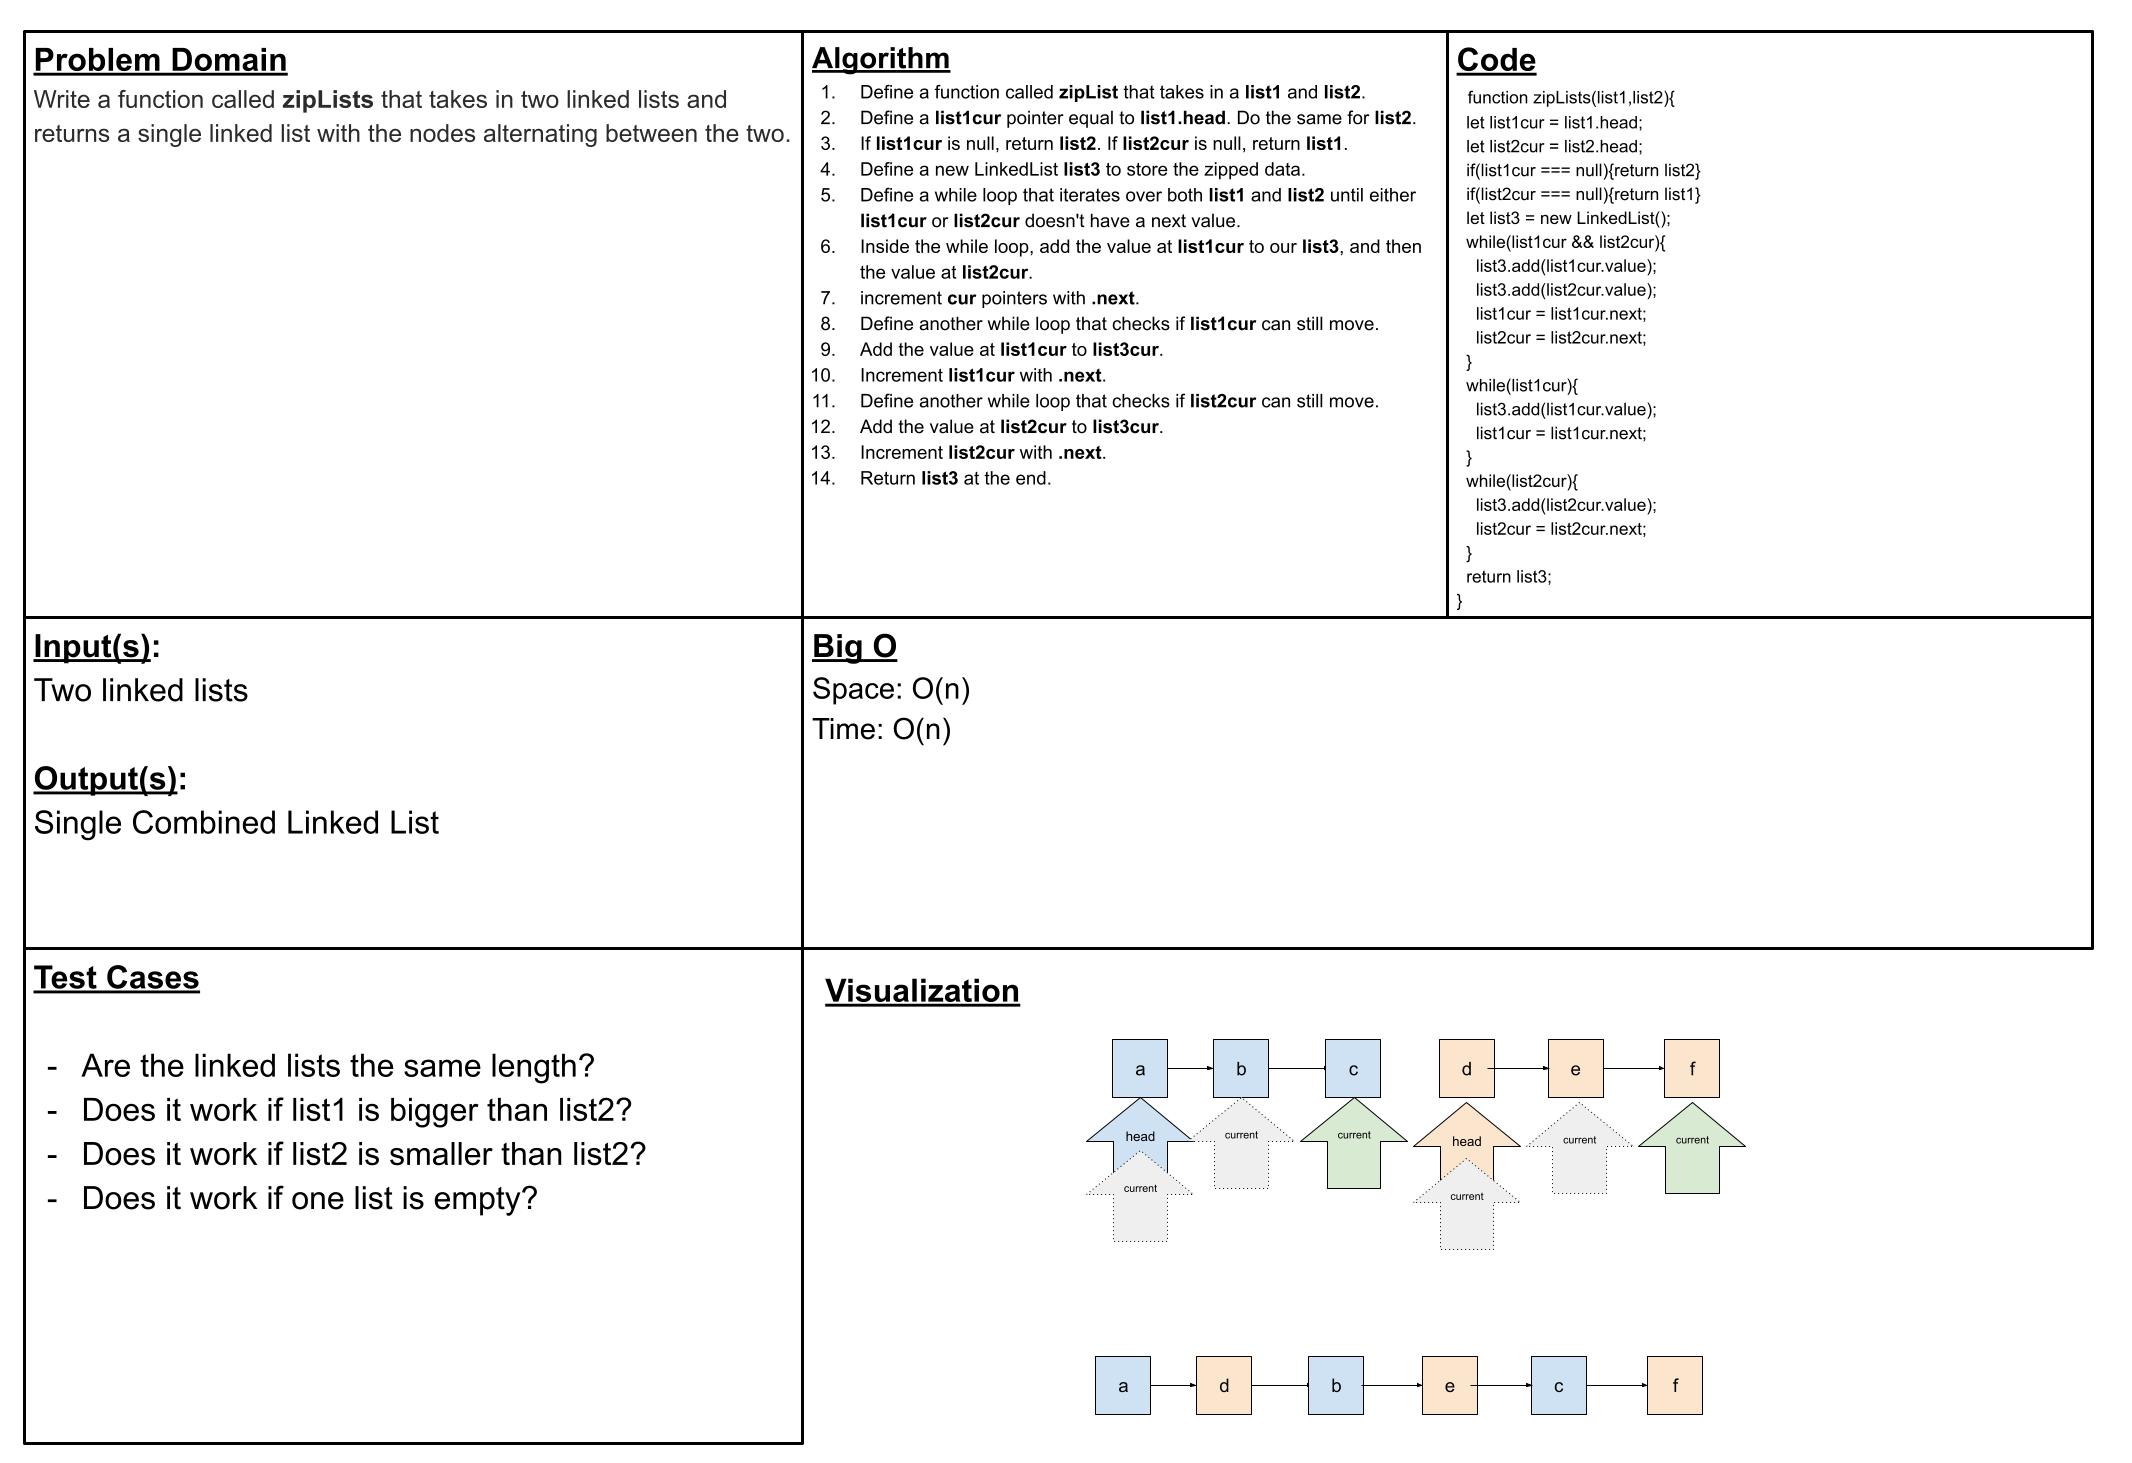 Problem Domain
Write a function called zipLists that takes in two linked lists and
returns a single linked list with the nodes alternating between the two.
Algorithm
1. Define a function called zipList that takes in a list1 and list2.
2. Define a list1cur pointer equal to list1.head. Do the same for list2.
3. If list1cur is null, return list2. If list2cur is null, return list1.
4. Define a new LinkedList list3 to store the zipped data.
5. Define a while loop that iterates over both list1 and list2 until either
list1cur or list2cur doesn't have a next value.
6. Inside the while loop, add the value at list1cur to our list3, and then
the value at list2cur.
7. increment cur pointers with .next.
8. Define another while loop that checks if list1cur can still move.
9. Add the value at list1cur to list3cur.
10. Increment list1cur with .next.
11. Define another while loop that checks if list2cur can still move.
12. Add the value at list2cur to list3cur.
13. Increment list2cur with .next.
14. Return list3 at the end.
Code
function zipLists(list1,list2){
let list1cur = list1.head;
let list2cur = list2.head;
if(list1cur === null){return list2}
if(list2cur === null){return list1}
let list3 = new LinkedList();
while(list1cur && list2cur){
list3.add(list1cur.value);
list3.add(list2cur.value);
list1cur = list1cur.next;
list2cur = list2cur.next;
}
while(list1cur){
list3.add(list1cur.value);
list1cur = list1cur.next;
}
while(list2cur){
list3.add(list2cur.value);
list2cur = list2cur.next;
}
return list3;
}
Input(s):
Two linked lists
Output(s):
Single Combined Linked List
Big O
Space: O(n)
Time: O(n)
Test Cases
- Are the linked lists the same length?
- Does it work if list1 is bigger than list2?
- Does it work if list2 is smaller than list2?
- Does it work if one list is empty?
Visualization
a b c d e f
head current current head current current
current current
a d b e c f